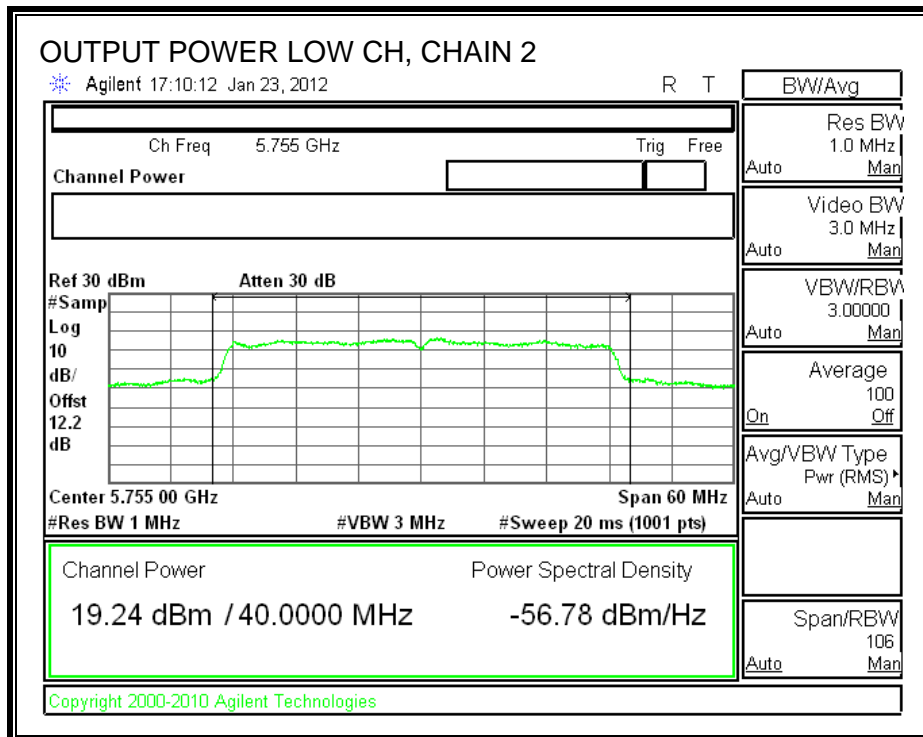 OUTPUT POWER LOW CH, CHAIN 2
Agilent 17:10:12 Jan 23, 2012 R T
Ch Freq 5.755 GHz Trig Free
Channel Power
Ref 30 dBm Atten 30 dB
#Samp
Log
10
dB/
Offst
12.2
dB
Center 5.755 00 GHz Span 60 MHz
#Res BW 1 MHz #VBW 3 MHz #Sweep 20 ms (1001 pts)
Channel Power Power Spectral Density
19.24 dBm / 40.0000 MHz -56.78 dBm/Hz
Copyright 2000-2010 Agilent Technologies
BW/Avg
Res BW
1.0 MHz
Auto Man
Video BW
3.0 MHz
Auto Man
VBW/RBW
3.00000
Auto Man
Average
100
On Off
Avg/VBW Type
Pwr (RMS)
Auto Man
Span/RBW
106
Auto Man